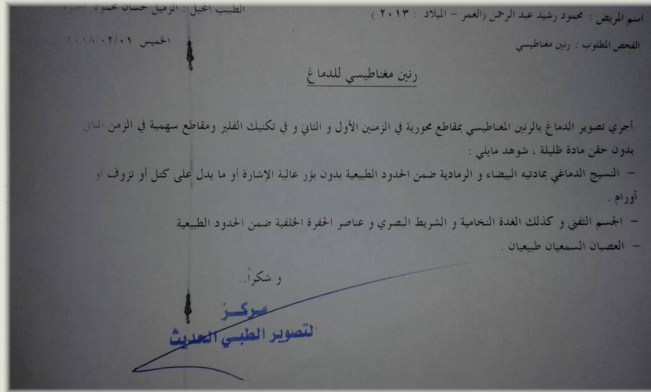 اسم المريض : محمود رشيد عبد الرحمن (العمر – الميلاد : ٢٠١٣ ) الطبيب المحيل : الزميل حسان حمود
الفحص المطلوب : رنين مغناطيسي الخميس ٢٠١٨/٠٢/٠١
رنين مغناطيسي للدماغ
أجري تصوير الدماغ بالرنين المغناطيسي بمقاطع محورية في الزمنين الأول و الثاني و في تكنيك الفلير ومقاطع سهمية في الزمن الثاني
بدون حقن مادة ظليلة ، شوهد مايلي :
– النسيج الدماغي بمادتيه البيضاء و الرمادية ضمن الحدود الطبيعية بدون بؤر عالية الإشارة أو ما يدل على كتل أو نزوف أو
أورام .
– الجسم الثفني و كذلك الغدة النخامية و الشريط البصري و عناصر الحفرة الخلفية ضمن الحدود الطبيعية
– العصبان السمعيان طبيعيان .
و شكراً..
مركز
التصوير الطبي الحديث